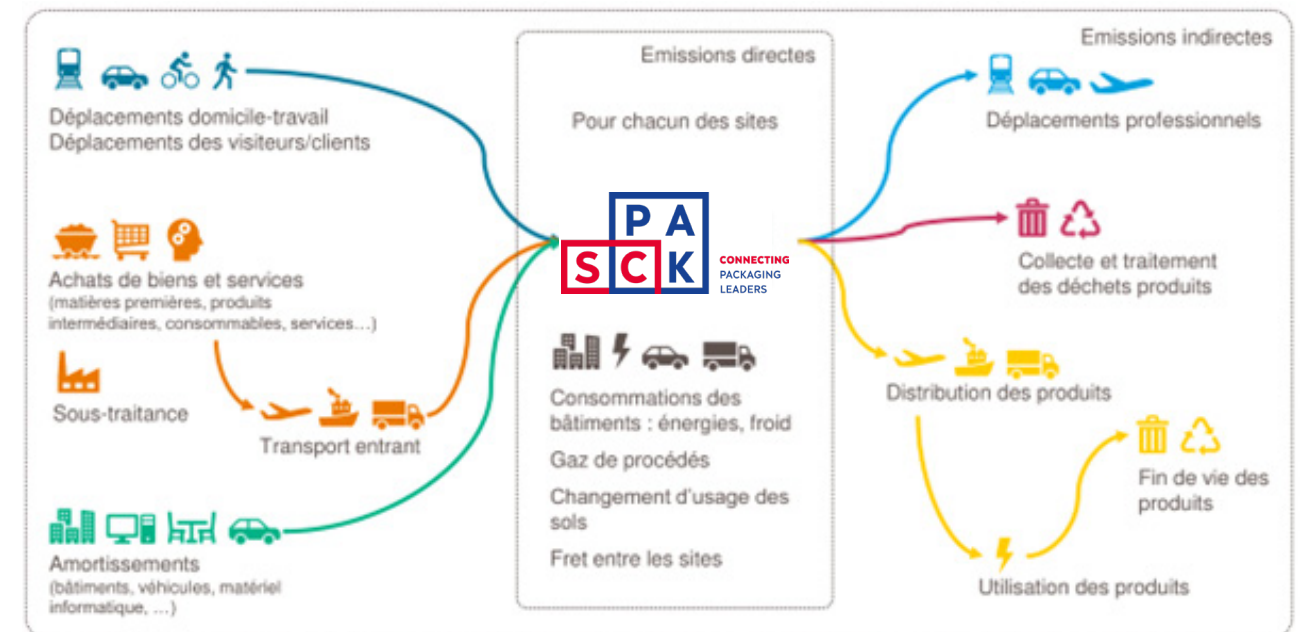 Emissions indirectes
Emissions directes
Déplacements domicile-travail
Déplacements des visiteurs/clients
Pour chacun des sites
Déplacements professionnels
PA
SCK
CONNECTING
PACKAGING
LEADERS
Achats de biens et services
(matières premières, produits
intermédiaires, consommables, services…)
Collecte et traitement
des déchets produits
Sous-traitance
Transport entrant
Consommations des
bâtiments : énergies, froid
Gaz de procédés
Changement d’usage des
sols
Fret entre les sites
Distribution des produits
Fin de vie des
produits
Utilisation des produits
Amortissements
(bâtiments, véhicules, matériel
informatique, …)